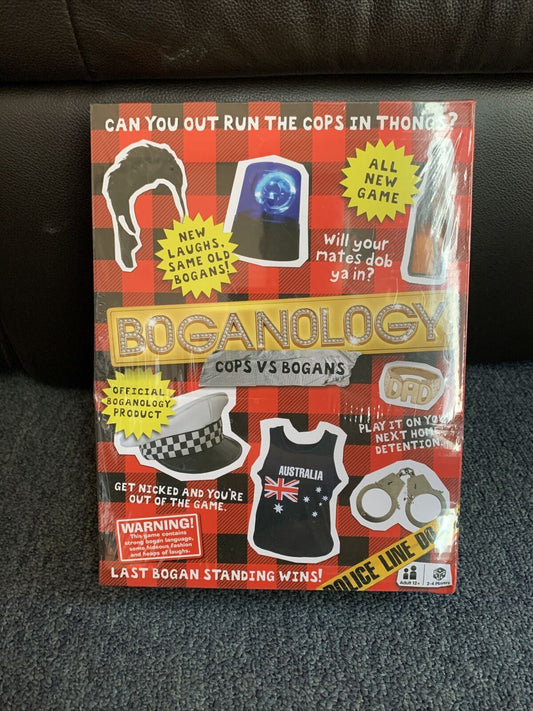 CAN YOU OUT RUN THE COPS IN THONGS?
ALL
NEW
GAME
NEW
LAUGHS,
SAME OLD
BOGANS!
Will your
mates dob
ya in?
BOGANOLOGY
COPS VS BOGANS
OFFICIAL
BOGANOLOGY
PRODUCT
DAD
PLAY IT ON YOUR
NEXT HOME
DETENTION.
AUSTRALIA
GET NICKED AND YOU'RE
OUT OF THE GAME.
WARNING!
This game contains
strong bogan language,
some hideous fashion
and heaps of laughs.
LAST BOGAN STANDING WINS!
POLICE LINE DO
Adult 12+
2-4 Players